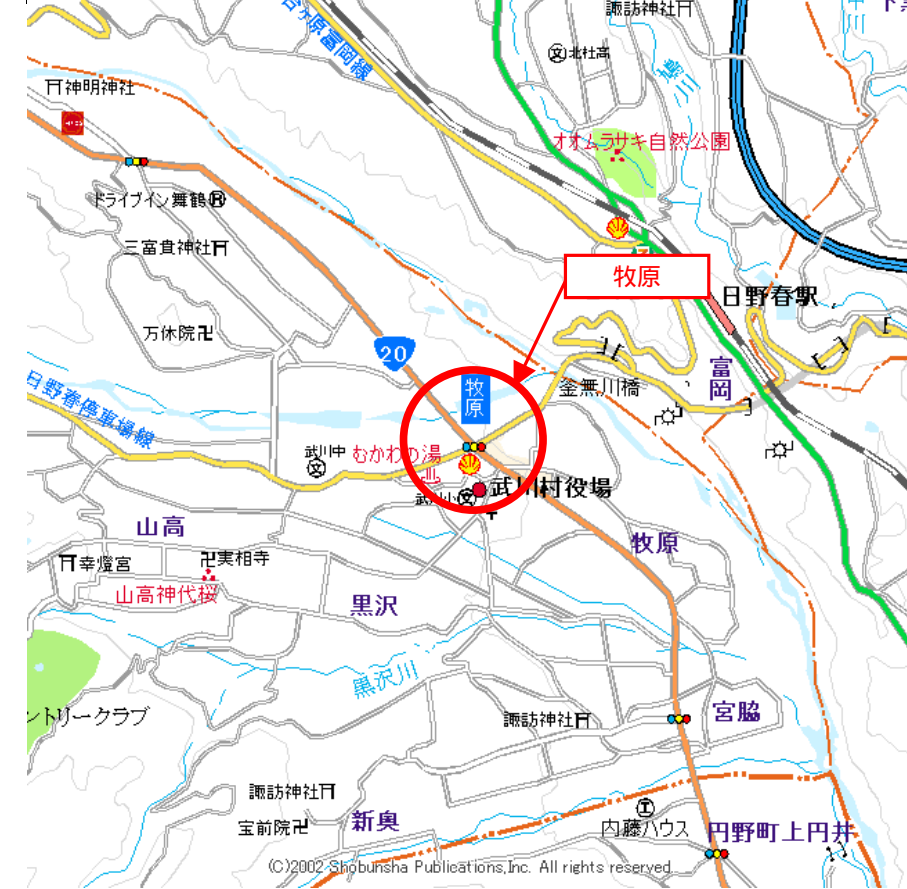 諏訪神社
台ヶ原富岡線
北杜高
鳩川
神明神社
オオムラサキ自然公園
ドライブイン舞鶴
三富貴神社
牧原
日野春駅
万休院
20
富岡
牧原
釜無川橋
日野春停車場線
武川中
むかわの湯
武川小
武川村役場
山高
牧原
幸燈宮
実相寺
山高神代桜
黒沢
黒沢川
ントリークラブ
諏訪神社
宮脇
諏訪神社
宝前院
新奥
内藤ハウス
円野町上円井
(C)2002 Shobunsha Publications,Inc. All rights reserved